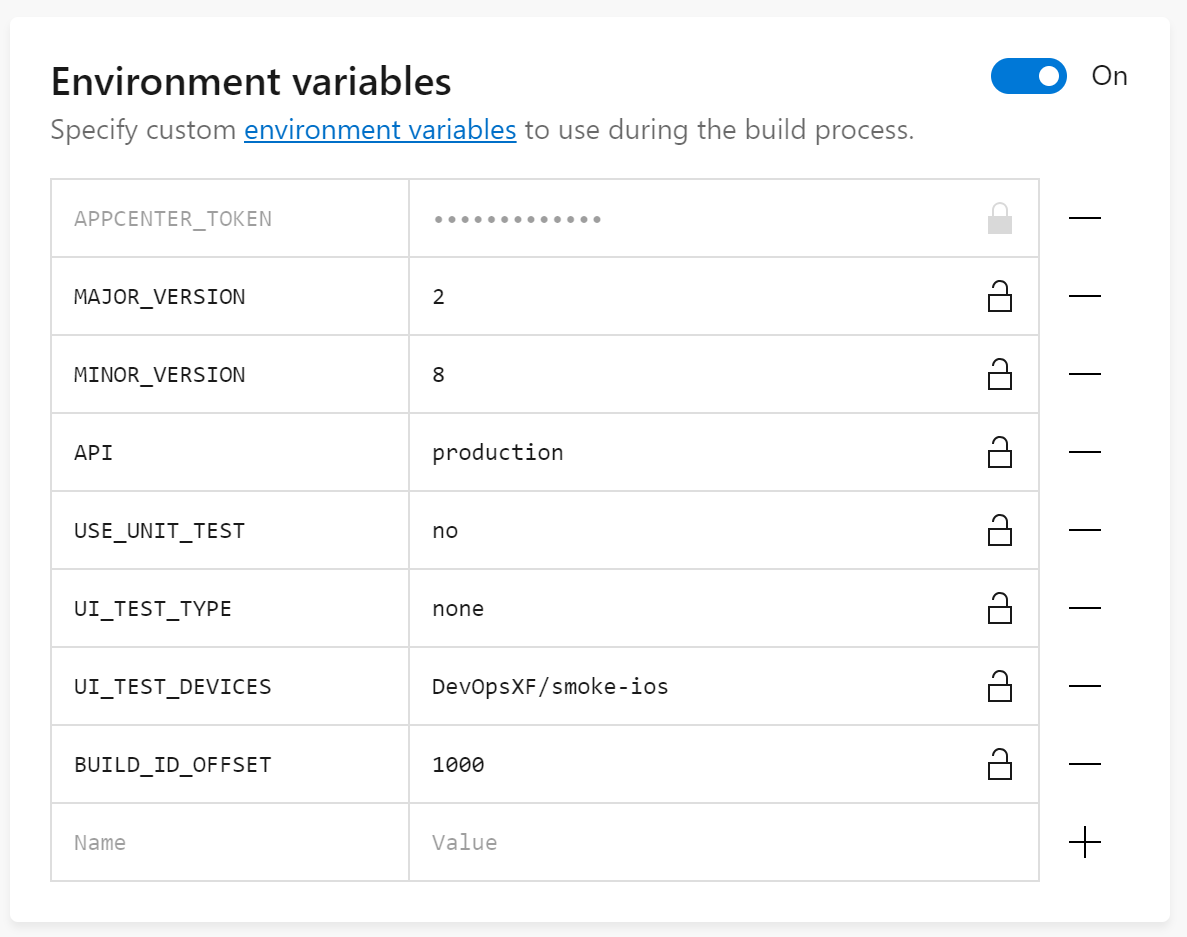 Environment variables
On
Specify custom environment variables to use during the build process.
APPCENTER_TOKEN •••••••••••••
MAJOR_VERSION 2
MINOR_VERSION 8
API production
USE_UNIT_TEST no
UI_TEST_TYPE none
UI_TEST_DEVICES DevOpsXF/smoke-ios
BUILD_ID_OFFSET 1000
Name Value